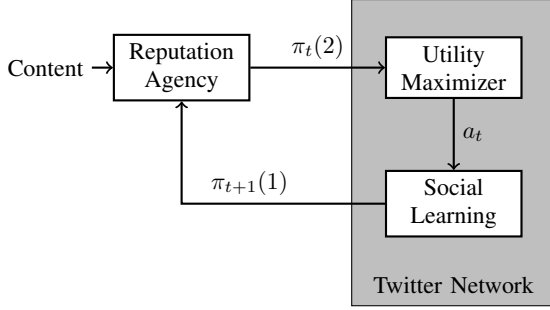 Content
Reputation
Agency
π_t(2)
Utility
Maximizer
a_t
π_{t+1}(1)
Social
Learning
Twitter Network